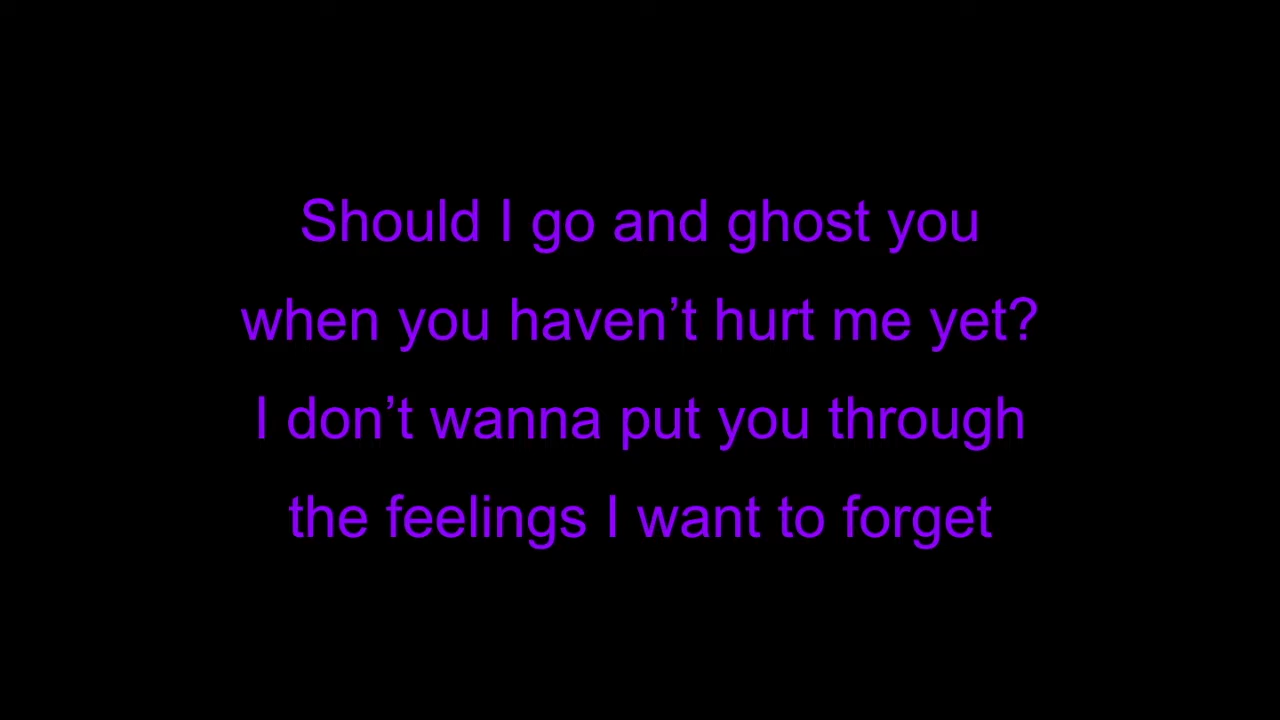 Should I go and ghost you
when you haven’t hurt me yet?
I don’t wanna put you through
the feelings I want to forget